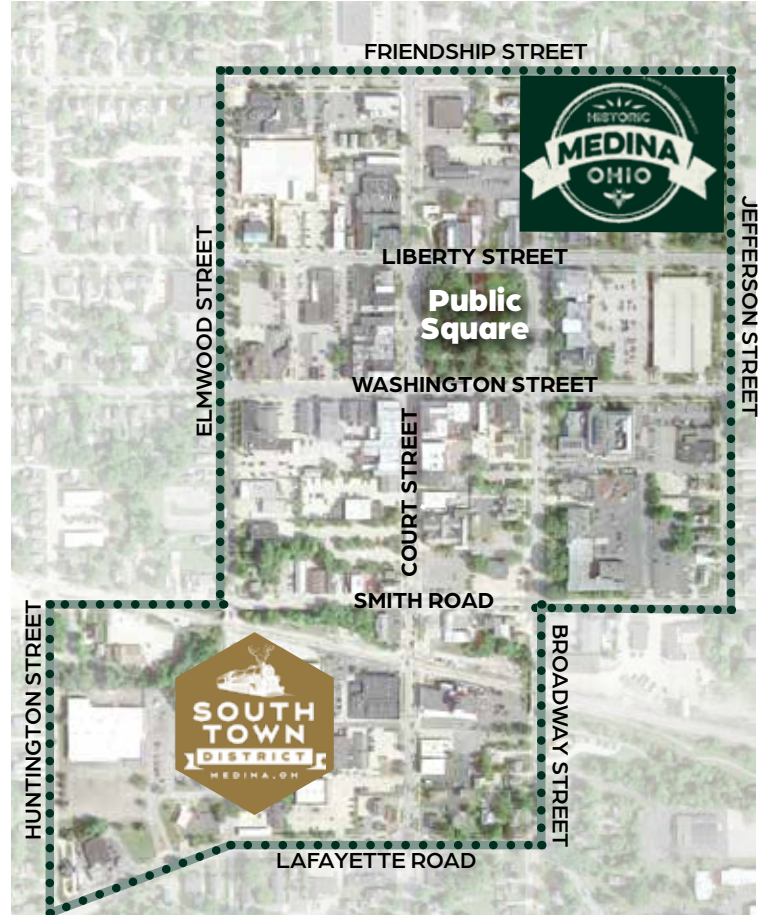 FRIENDSHIP STREET
HISTORIC
MEDINA
OHIO
JEFFERSON STREET
ELMWOOD STREET
LIBERTY STREET
Public
Square
WASHINGTON STREET
COURT STREET
SMITH ROAD
HUNTINGTON STREET
SOUTH
TOWN
DISTRICT
MEDINA, OH
BROADWAY STREET
LAFAYETTE ROAD